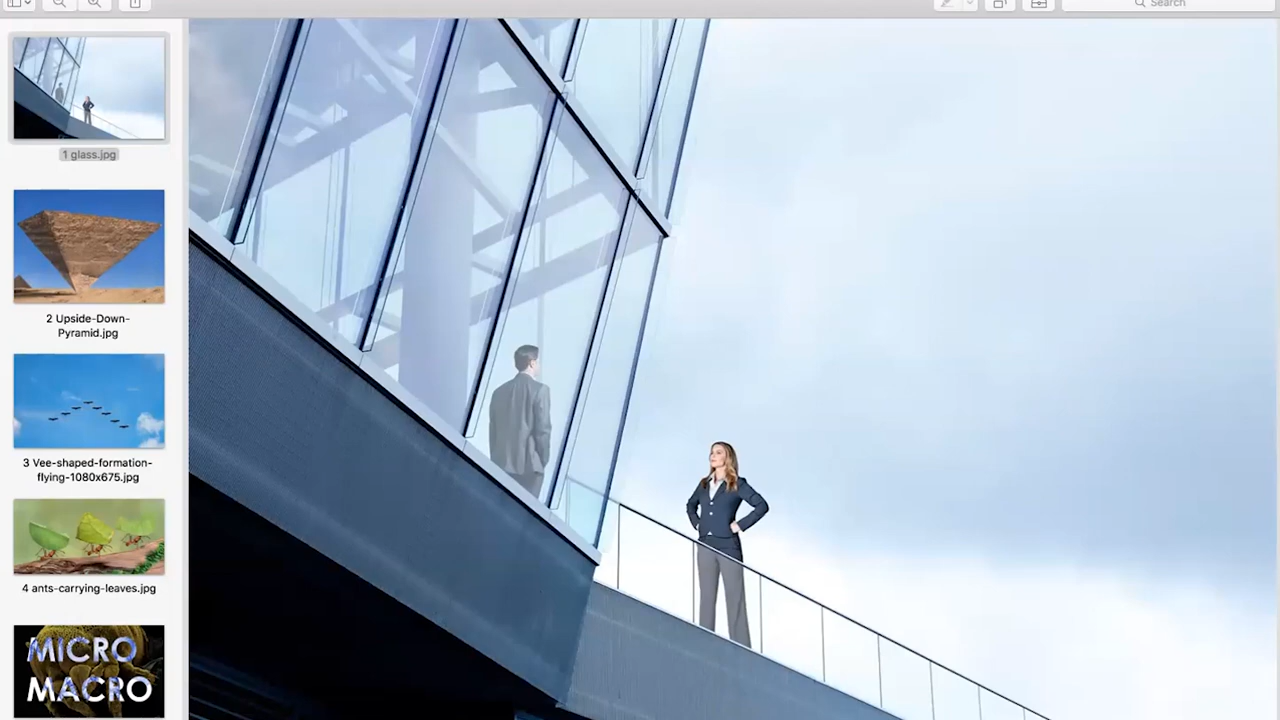 Search
1 glass.jpg
2 Upside-Down-
Pyramid.jpg
3 Vee-shaped-formation-
flying-1080x675.jpg
4 ants-carrying-leaves.jpg
MICRO
MACRO